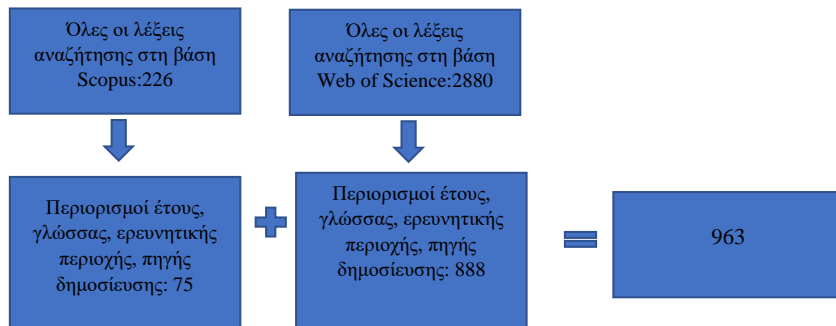 Όλες οι λέξεις
αναζήτησης στη βάση
Scopus:226
Όλες οι λέξεις
αναζήτησης στη βάση
Web of Science:2880
Περιορισμοί έτους,
γλώσσας, ερευνητικής
περιοχής, πηγής
δημοσίευσης: 75
Περιορισμοί έτους,
γλώσσας, ερευνητικής
περιοχής, πηγής
δημοσίευσης: 888
963